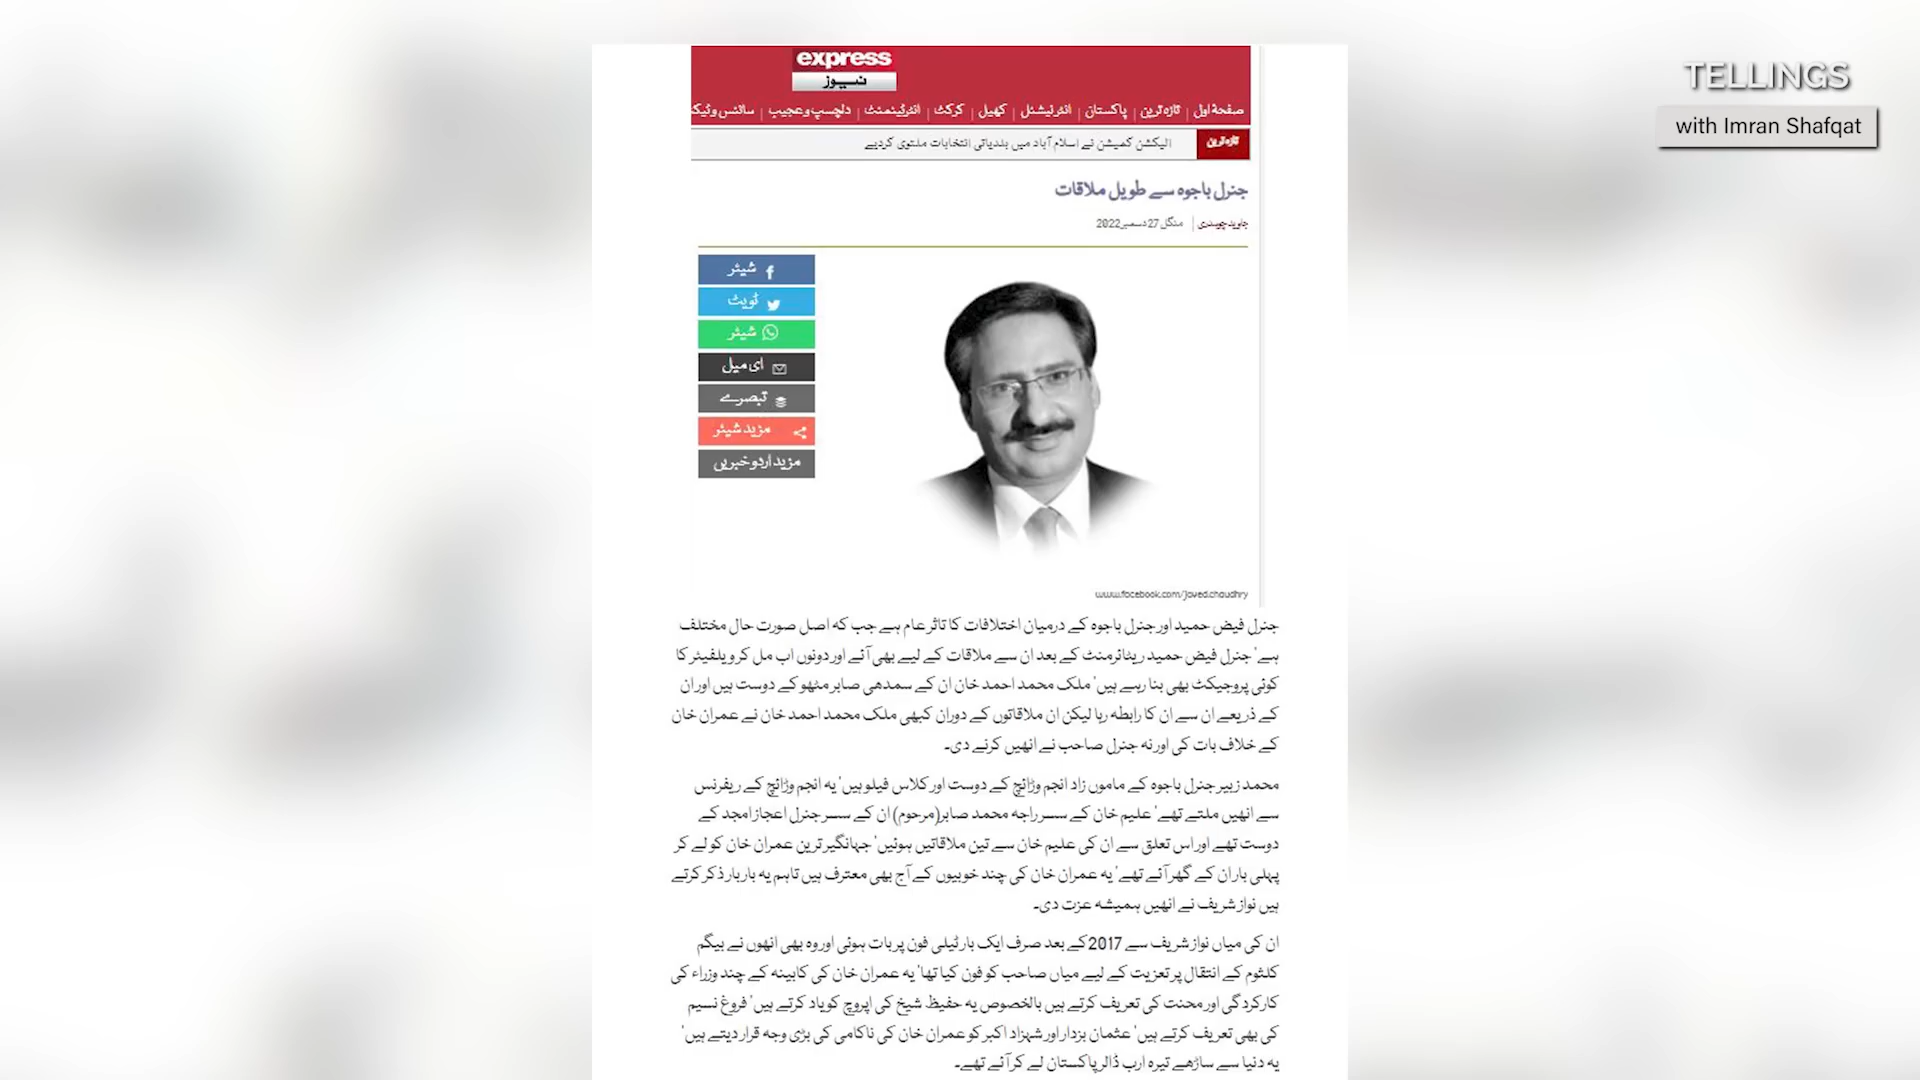 TELLINGS
with Imran Shafqat
express
نیوز
صفحۂ اول | تازہ ترین | پاکستان | انٹر نیشنل | کھیل | کرکٹ | انٹرٹینمنٹ | دلچسپ و عجیب | سائنس و ٹیک
تازہ ترین
الیکشن کمیشن نے اسلام آباد میں بلدیاتی انتخابات ملتوی کردیے
جنرل باجوہ سے طویل ملاقات
جاوید چوہدری | منگل 27 دسمبر 2022
شیئر
ٹویٹ
شیئر
ای میل
تبصرے
مزید شیئر
مزید اردو خبریں
www.facebook.com/javed.chaudhry
جنرل فیض حمید اور جنرل باجوہ کے درمیان اختلافات کا تاثر عام ہے جب کہ اصل صورت حال مختلف
ہے' جنرل فیض حمید ریٹائرمنٹ کے بعد ان سے ملاقات کے لیے بھی آئے اور دونوں اب مل کر ویلفیئر کا
کوئی پروجیکٹ بھی بنا رہے ہیں' ملک محمد احمد خان ان کے سمدھی صابر مٹھو کے دوست ہیں اور ان
کے ذریعے ان سے ان کا رابطہ رہا لیکن ان ملاقاتوں کے دوران کبھی ملک محمد احمد خان نے عمران خان
کے خلاف بات کی اور نہ جنرل صاحب نے انھیں کرنے دی۔
محمد زبیر جنرل باجوہ کے ماموں زاد انجم وڑائچ کے دوست اور کلاس فیلو ہیں' یہ انجم وڑائچ کے ریفرنس
سے انھیں ملتے تھے' علیم خان کے سسر راجہ محمد صابر(مرحوم) ان کے سسر جنرل اعجاز امجد کے
دوست تھے اور اس تعلق سے ان کی علیم خان سے تین ملاقاتیں ہوئیں' جہانگیر ترین عمران خان کو لے کر
پہلی بار ان کے گھر آئے تھے' یہ عمران خان کی چند خوبیوں کے آج بھی معترف ہیں تاہم یہ بار بار ذکر کرتے
ہیں نواز شریف نے انھیں ہمیشہ عزت دی۔
ان کی میاں نواز شریف سے 2017 کے بعد صرف ایک بار ٹیلی فون پر بات ہوئی اور وہ بھی انھوں نے بیگم
کلثوم کے انتقال پر تعزیت کے لیے میاں صاحب کو فون کیا تھا' یہ عمران خان کی کابینہ کے چند وزراء کی
کارکردگی اور محنت کی تعریف کرتے ہیں بالخصوص یہ حفیظ شیخ کی اپروچ کو یاد کرتے ہیں' فروغ نسیم
کی بھی تعریف کرتے ہیں' عثمان بزدار اور شہزاد اکبر کو عمران خان کی ناکامی کی بڑی وجہ قرار دیتے ہیں'
یہ دنیا سے ساڑھے تیرہ ارب ڈالر پاکستان لے کر آئے تھے۔